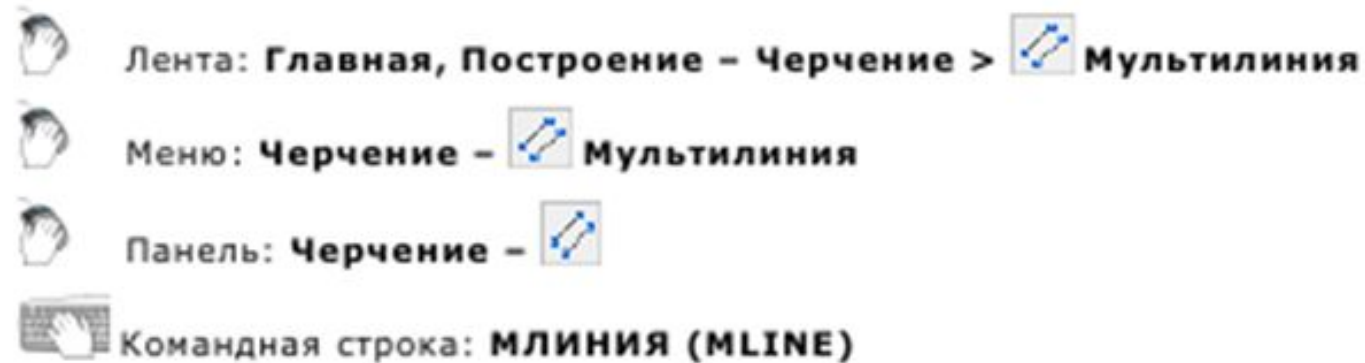 Лента: Главная, Построение – Черчение > Мультилиния
Меню: Черчение – Мультилиния
Панель: Черчение –
Командная строка: МЛИНИЯ (MLINE)